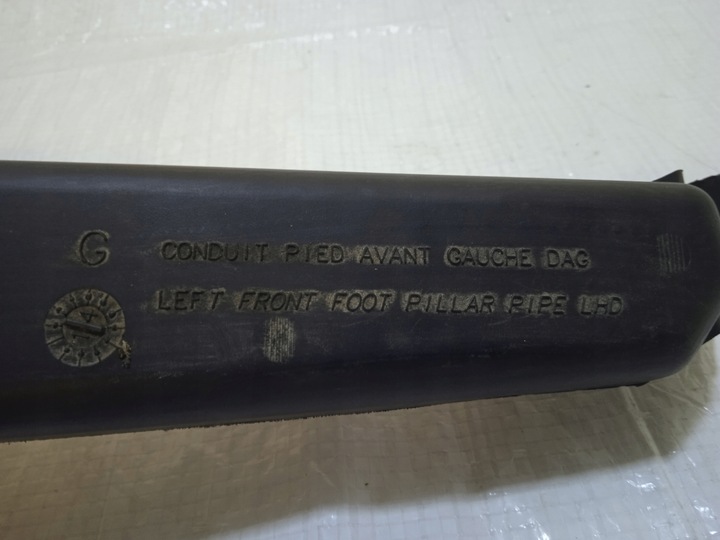 G CONDUIT PIED AVANT GAUCHE DAG
LEFT FRONT FOOT PILLAR PIPE LHD